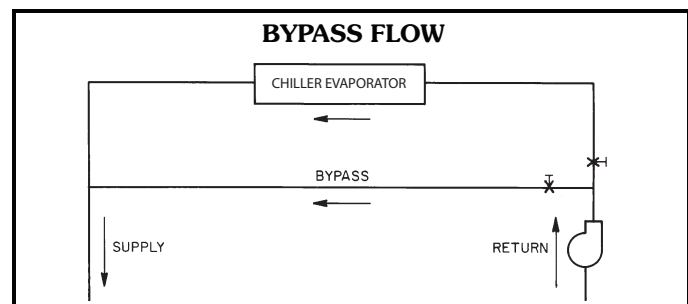 BYPASS FLOW
CHILLER EVAPORATOR
BYPASS
SUPPLY
RETURN